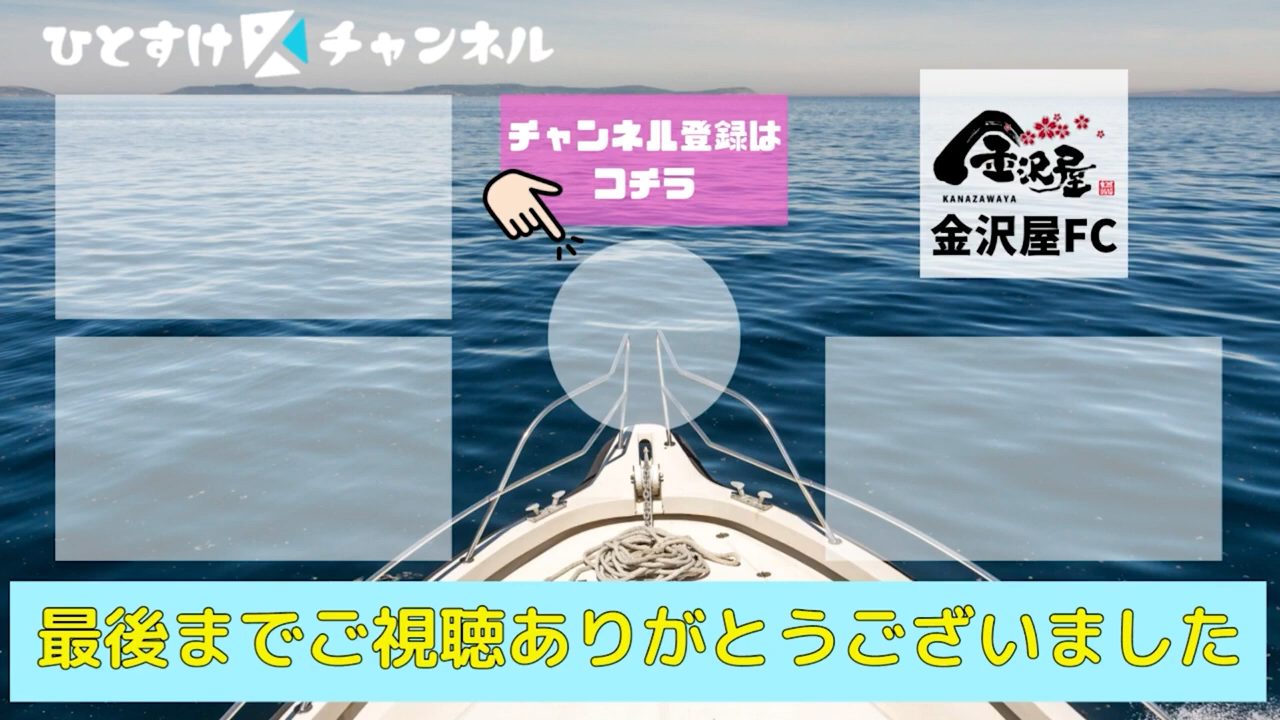 ひとすけチャンネル
チャンネル登録は
コチラ
金沢屋
KANAZAWAYA
金沢屋FC
最後までご視聴ありがとうございました